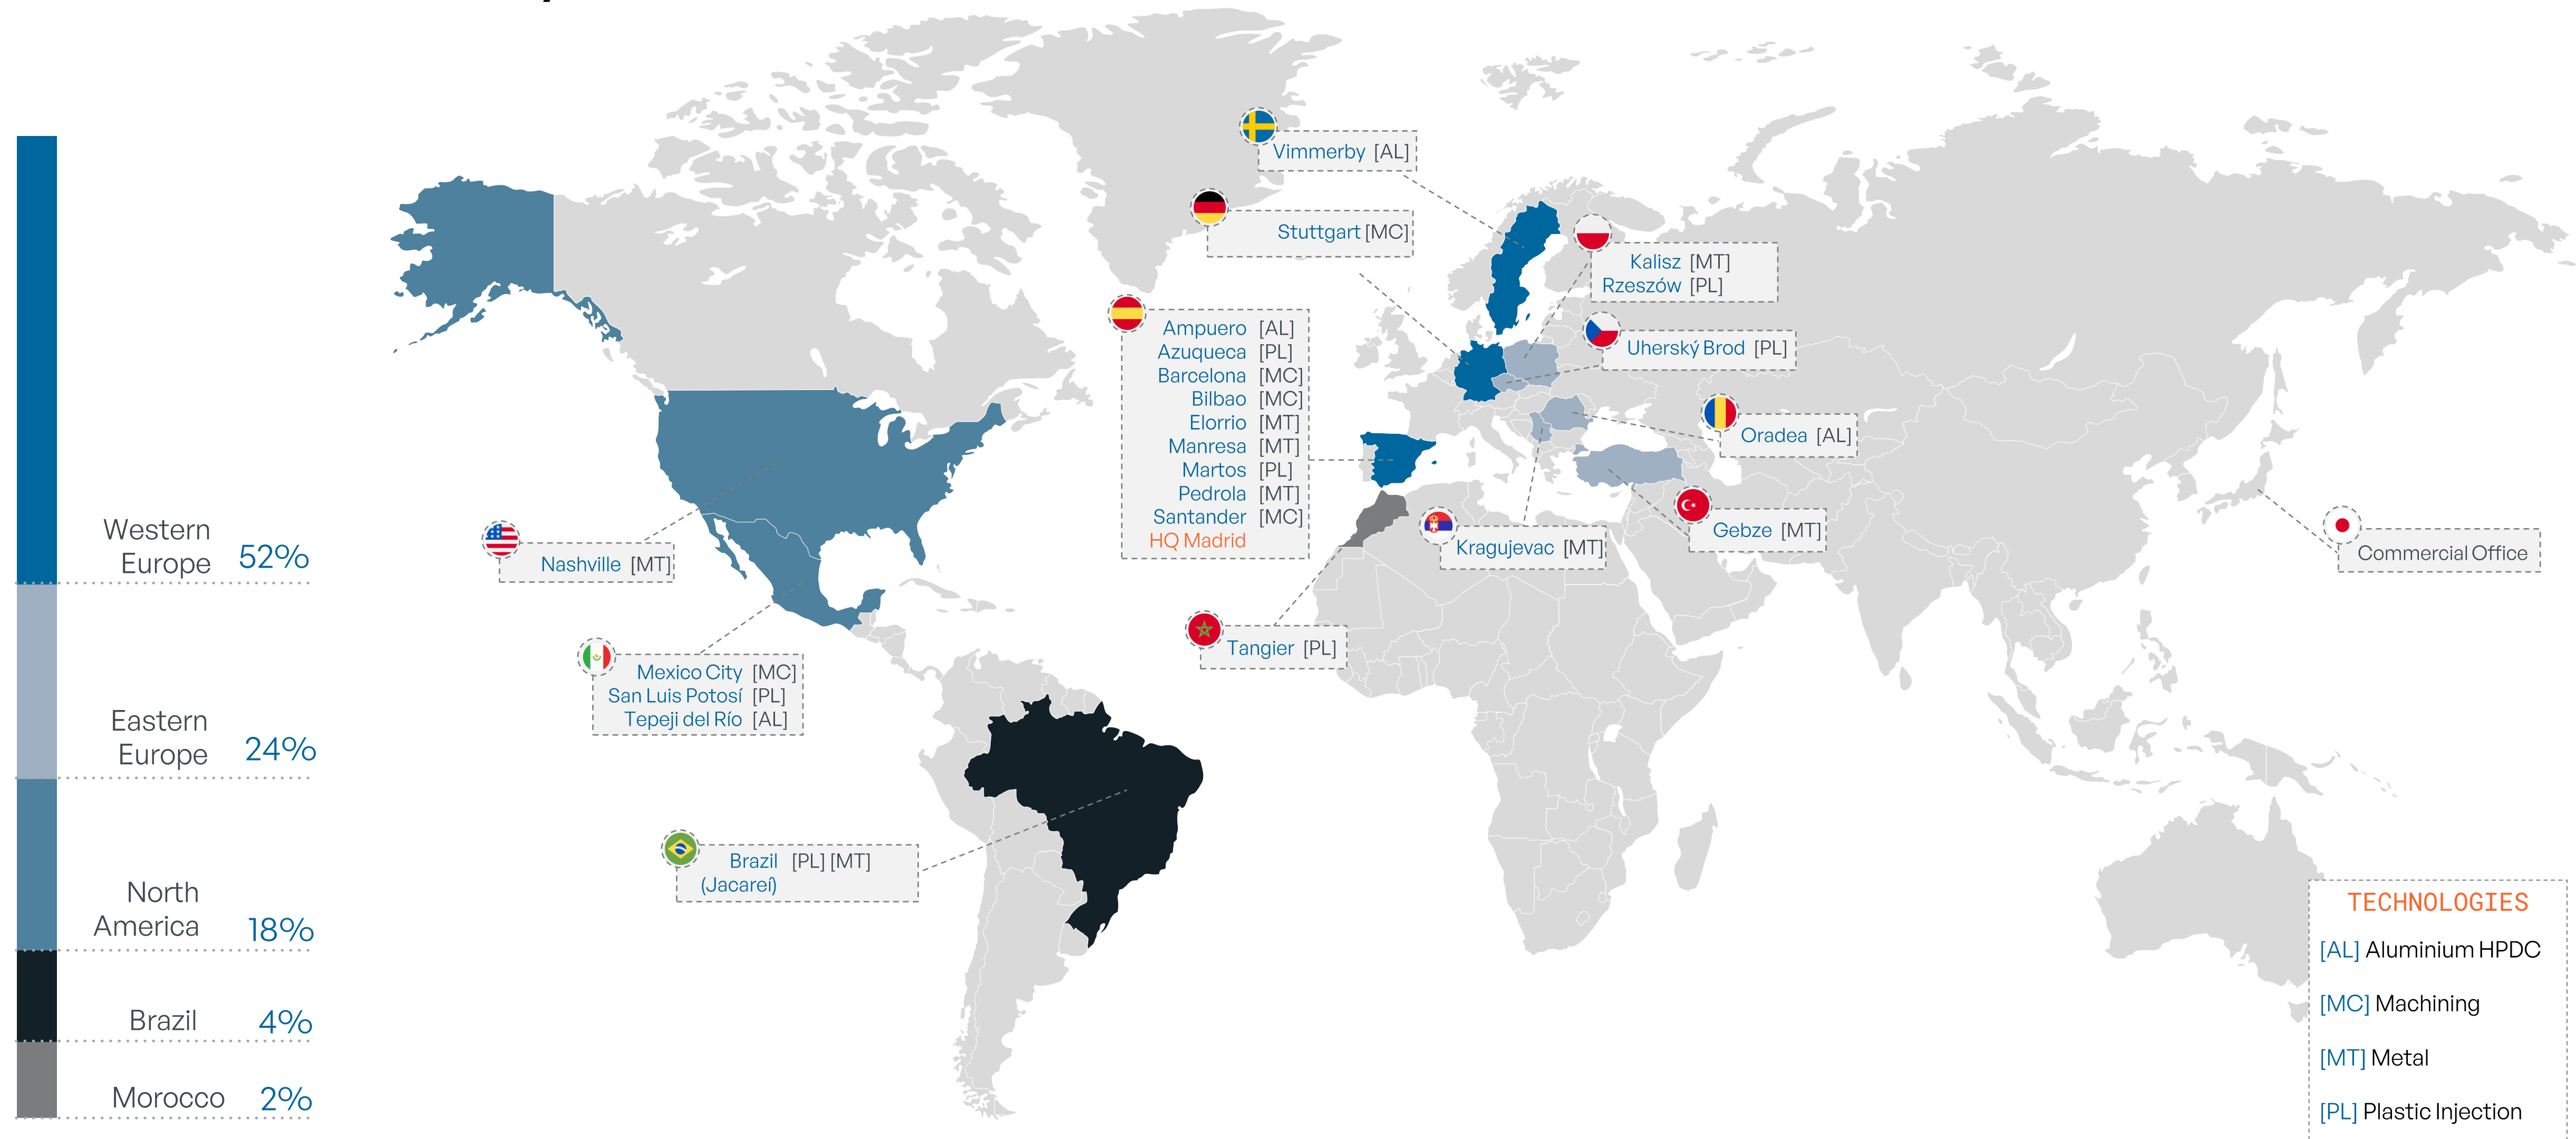 Western
Europe 52%
Eastern
Europe 24%
North
America 18%
Brazil 4%
Morocco 2%
Vimmerby [AL]
Stuttgart [MC]
Kalisz [MT]
Rzeszów [PL]
Uherský Brod [PL]
Oradea [AL]
Gebze [MT]
Kragujevac [MT]
Ampuero [AL]
Azuqueca [PL]
Barcelona [MC]
Bilbao [MC]
Elorrio [MT]
Manresa [MT]
Martos [PL]
Pedrola [MT]
Santander [MC]
HQ Madrid
Tangier [PL]
Nashville [MT]
Mexico City [MC]
San Luis Potosí [PL]
Tepeji del Río [AL]
Brazil [PL] [MT]
(Jacareí)
Commercial Office
TECHNOLOGIES
[AL] Aluminium HPDC
[MC] Machining
[MT] Metal
[PL] Plastic Injection